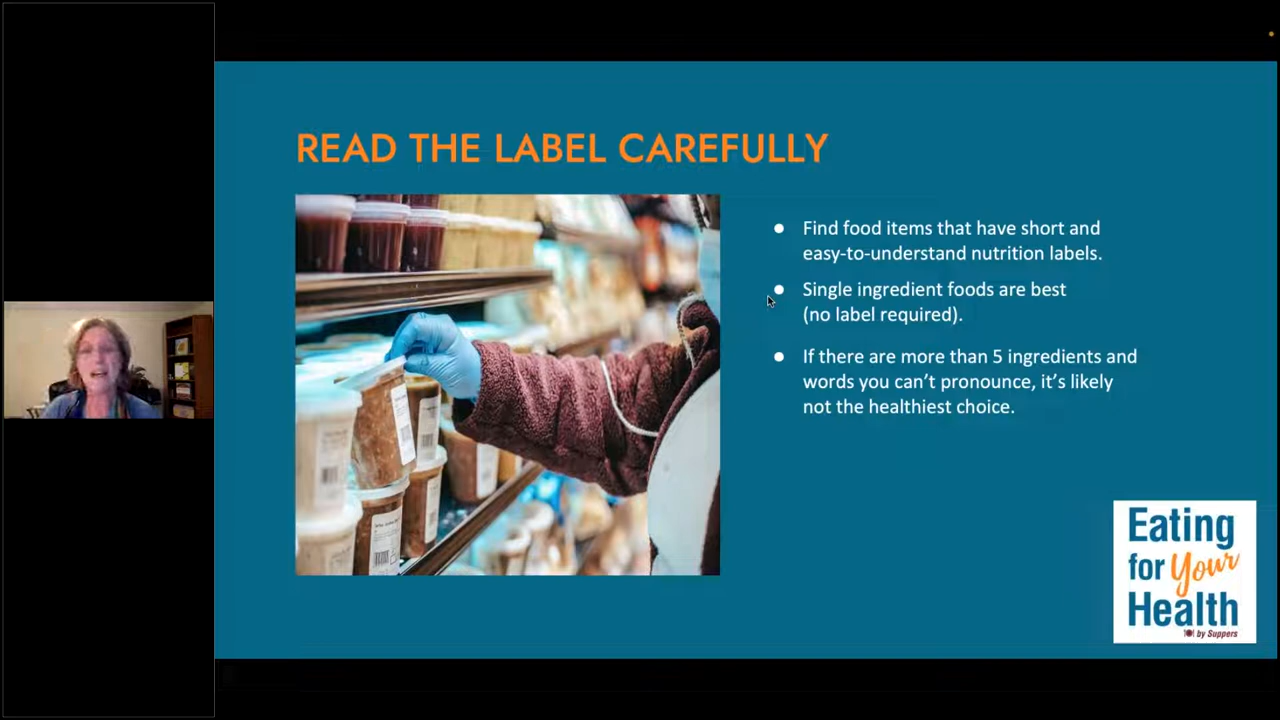 READ THE LABEL CAREFULLY
● Find food items that have short and
easy-to-understand nutrition labels.
● Single ingredient foods are best
(no label required).
● If there are more than 5 ingredients and
words you can't pronounce, it's likely
not the healthiest choice.
Eating
for Your
Health
by Suppers